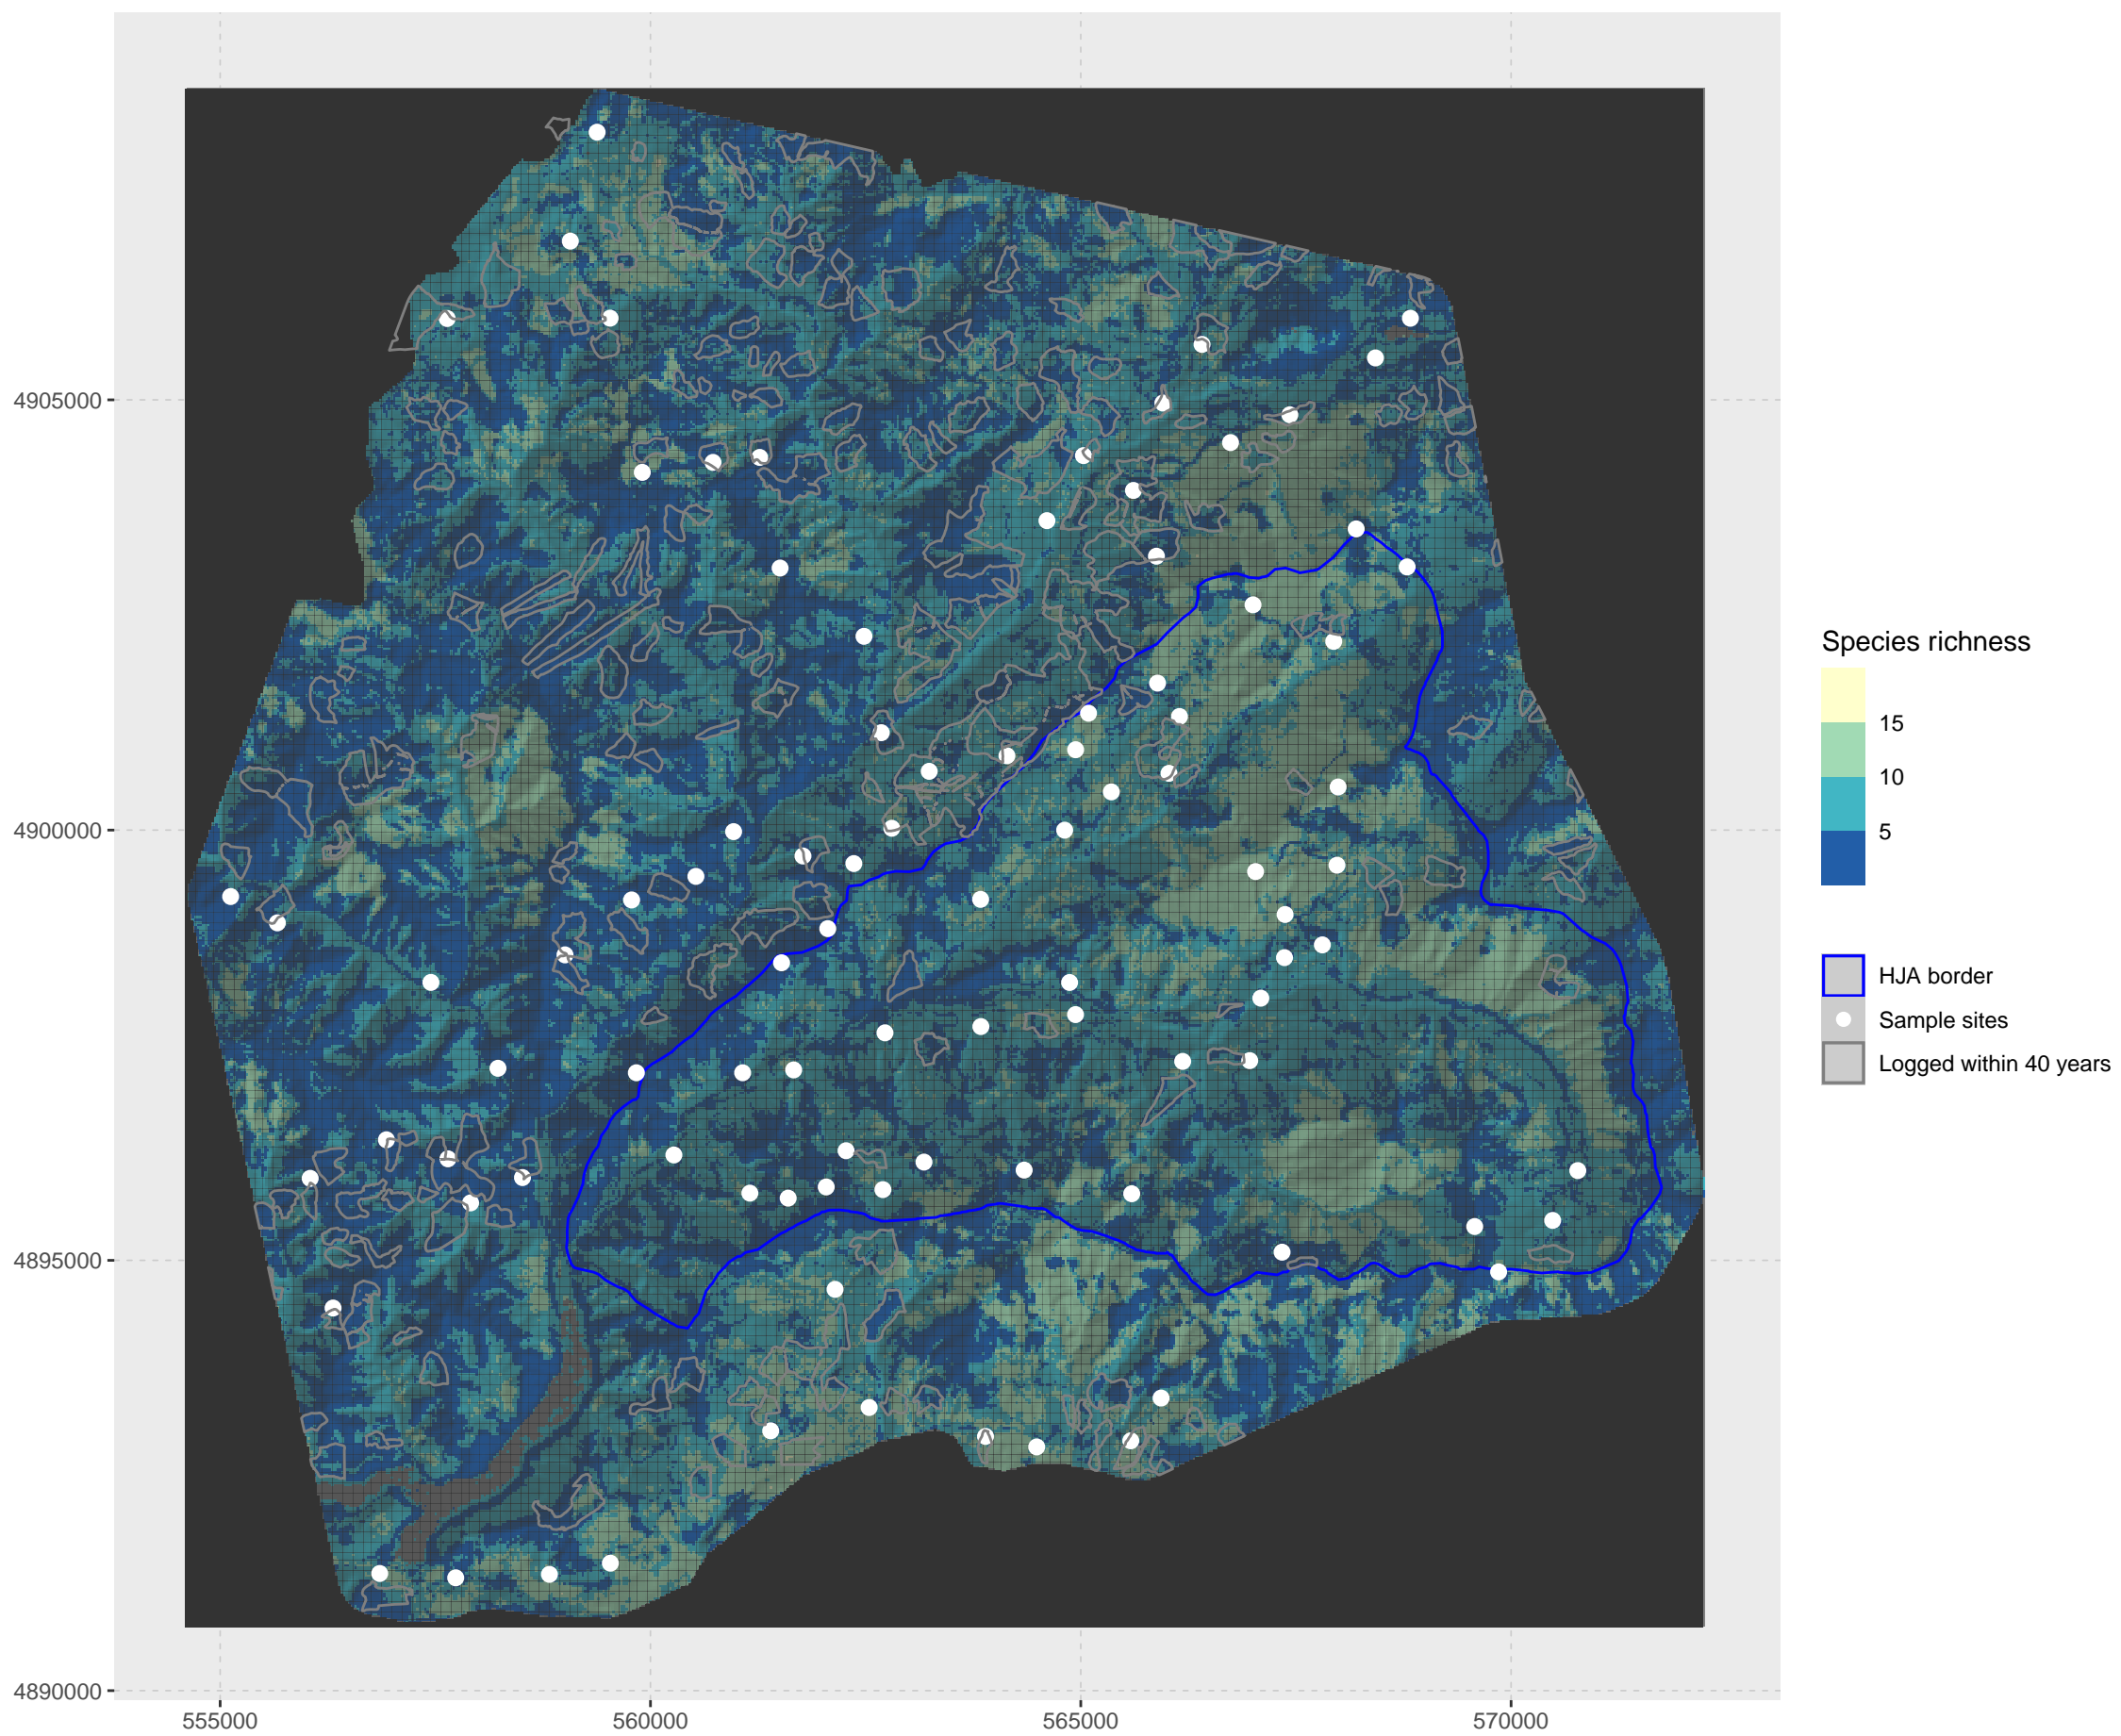 4905000
4900000
4895000
4890000
555000
560000
565000
570000
Species richness
15
10
5
HJA border
Sample sites
Logged within 40 years